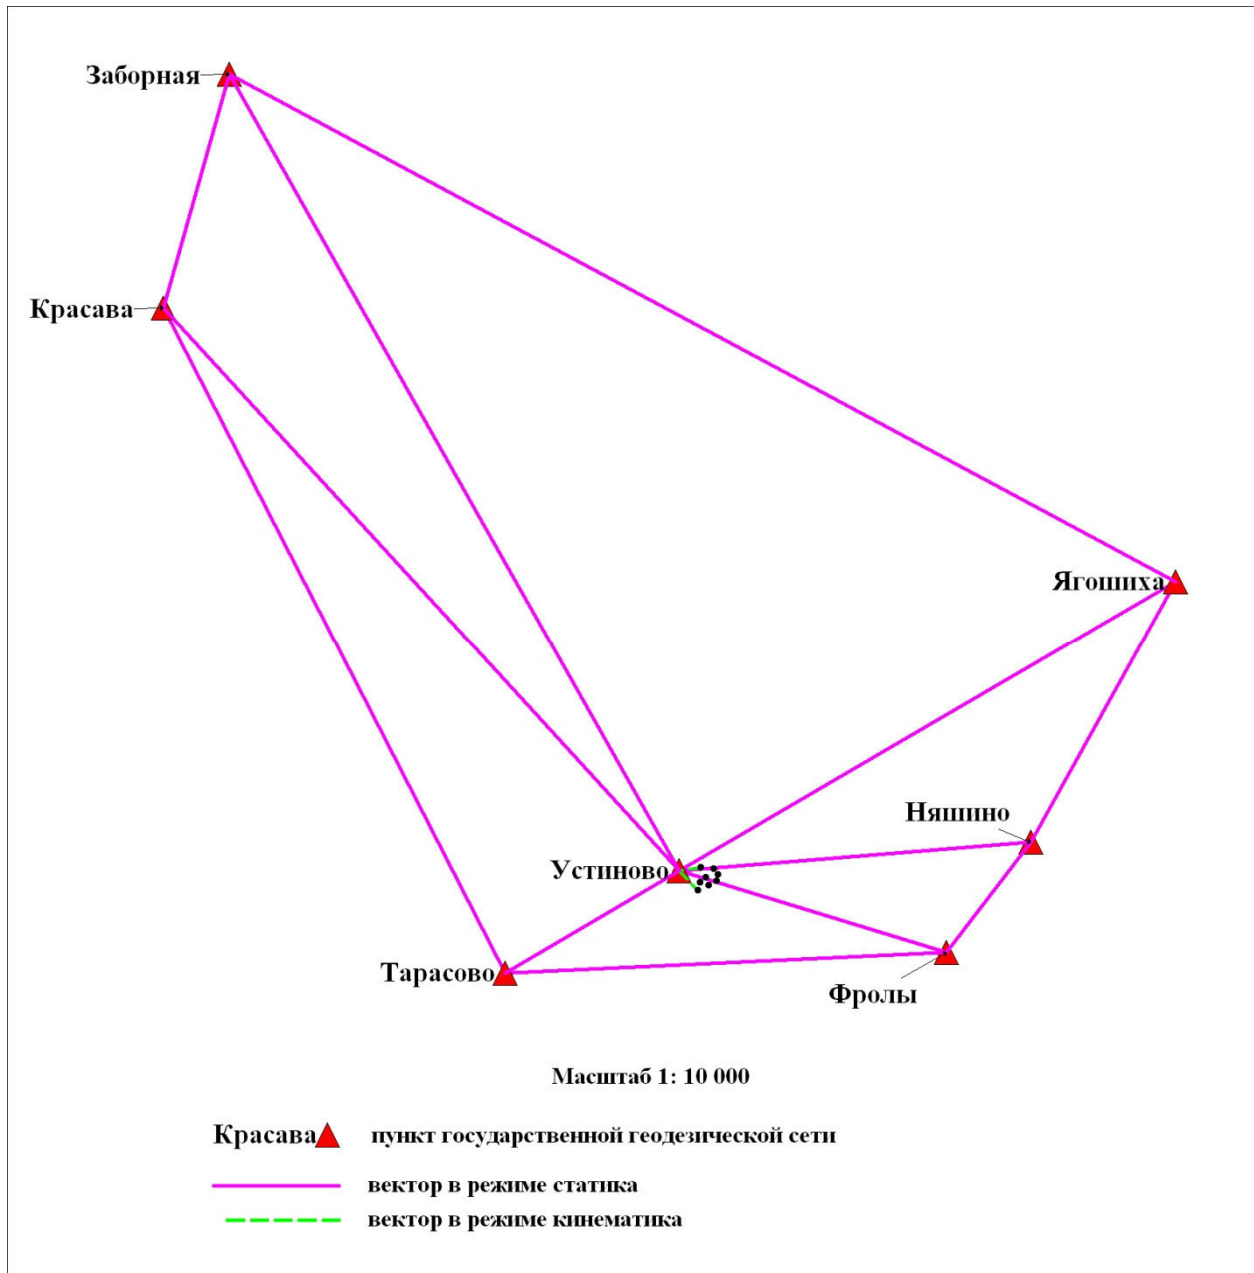 Заборная
Красава
Ягошиха
Няшино
Устиново
Тарасово
Фролы
Масштаб 1: 10 000
Красава пункт государственной геодезической сети
вектор в режиме статика
вектор в режиме кинематика